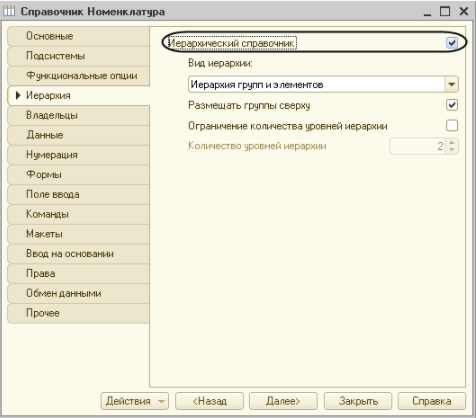 Справочник Номенклатура
Основные
Подсистемы
Функциональные опции
Иерархия
Владельцы
Данные
Нумерация
Формы
Поле ввода
Команды
Макеты
Ввод на основании
Права
Обмен данными
Прочее
Иерархический справочник
Вид иерархии:
Иерархия групп и элементов
Размещать группы сверху
Ограничение количества уровней иерархии
Количество уровней иерархии 2
Действия <Назад Далее> Закрыть Справка